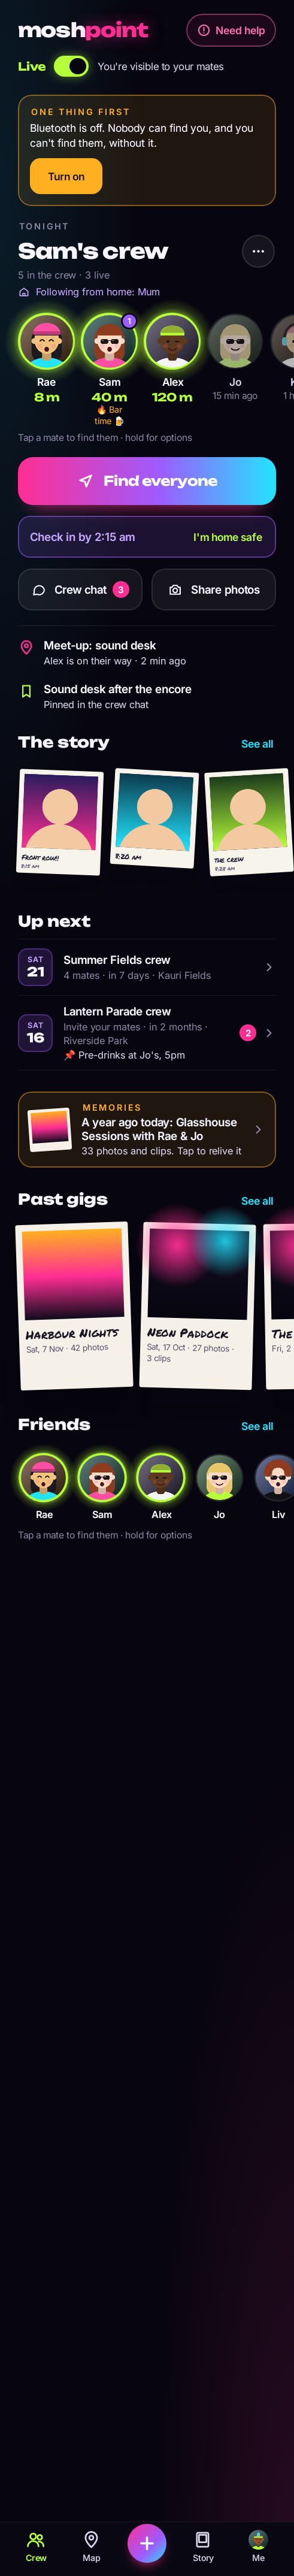 moshpoint
Need help
Live
You're visible to your mates
ONE THING FIRST
Bluetooth is off. Nobody can find you, and you
can't find them, without it.
Turn on
TONIGHT
Sam's crew
5 in the crew · 3 live
Following from home: Mum
1
Rae
Sam
Alex
Jo
8 m
40 m
120 m
15 min ago
1 h
🔥 Bar
time 🍺
Tap a mate to find them · hold for options
Find everyone
Check in by 2:15 am
I'm home safe
Crew chat
3
Share photos
Meet-up: sound desk
Alex is on their way · 2 min ago
Sound desk after the encore
Pinned in the crew chat
The story
See all
Front row!!
8:15 am
8:20 am
the crew
8:28 am
Up next
SAT
21
Summer Fields crew
4 mates · in 7 days · Kauri Fields
SAT
16
Lantern Parade crew
Invite your mates · in 2 months ·
Riverside Park
📌 Pre-drinks at Jo's, 5pm
2
MEMORIES
A year ago today: Glasshouse
Sessions with Rae & Jo
33 photos and clips. Tap to relive it
Past gigs
See all
Harbour Nights
Sat, 7 Nov · 42 photos
Neon Paddock
Sat, 17 Oct · 27 photos ·
3 clips
The
Fri, 2
Friends
See all
Rae
Sam
Alex
Jo
Liv
Tap a mate to find them · hold for options
Crew
Map
Story
Me